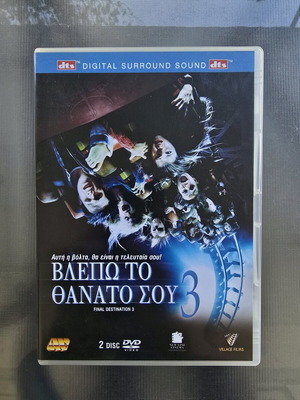 dts DIGITAL SURROUND SOUND dts
Αυτή η βόλτα, θα είναι η τελευταία σου!
ΒΛΕΠΩ ΤΟ
ΘΑΝΑΤΟ ΣΟΥ 3
FINAL DESTINATION 3
2 DISC DVD
VIDEO
VILLAGE FILMS